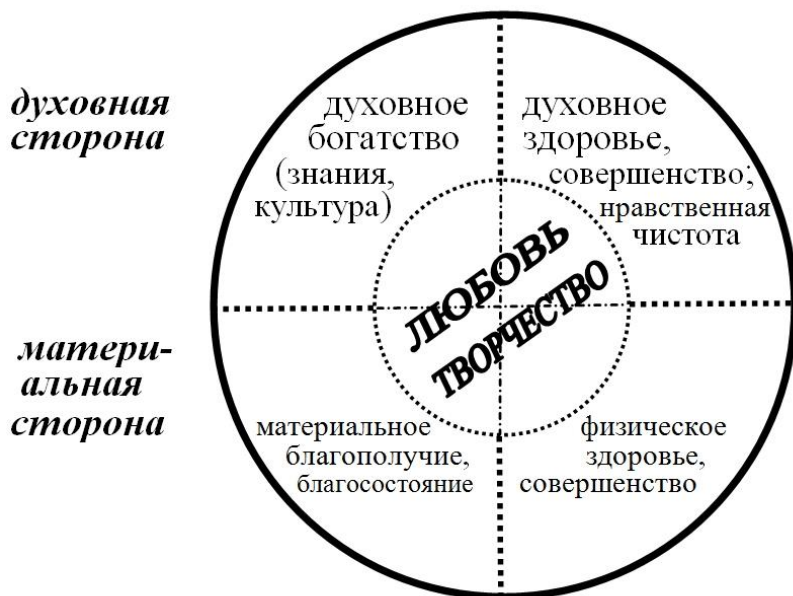 духовная
сторона
духовное
богатство
(знания,
культура)
духовное
здоровье,
совершенство;
нравственная
чистота
ЛЮБОВЬ
ТВОРЧЕСТВО
матери-
альная
сторона
материальное
благополучие,
благосостояние
физическое
здоровье,
совершенство